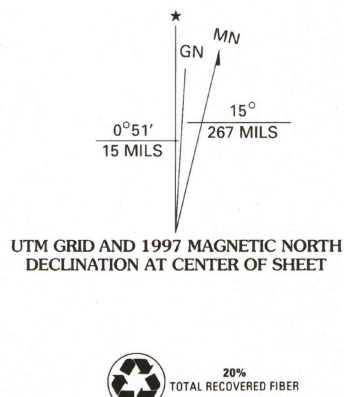 ★
GN MN
0°51′
15 MILS
15°
267 MILS
UTM GRID AND 1997 MAGNETIC NORTH
DECLINATION AT CENTER OF SHEET
20%
TOTAL RECOVERED FIBER